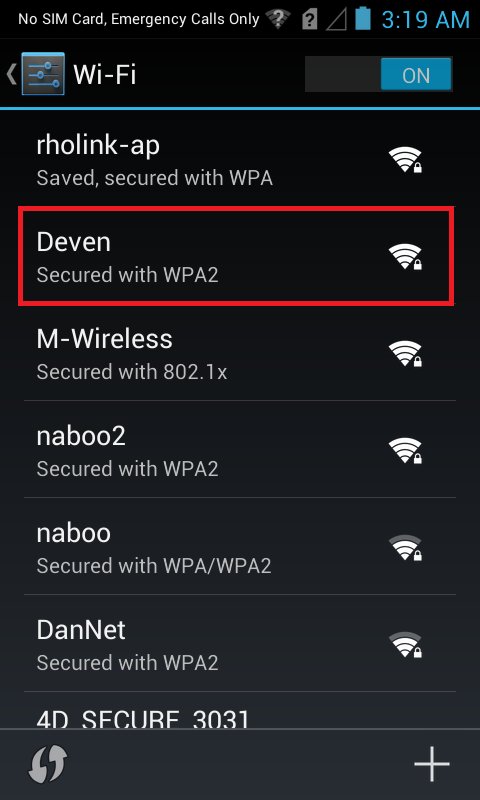 No SIM Card, Emergency Calls Only 3:19 AM
Wi-Fi ON
rholink-ap
Saved, secured with WPA
Deven
Secured with WPA2
M-Wireless
Secured with 802.1x
naboo2
Secured with WPA2
naboo
Secured with WPA/WPA2
DanNet
Secured with WPA2
4D_SECURE_3031